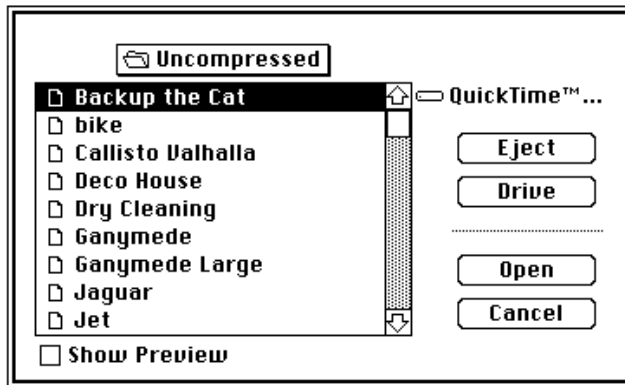 Uncompressed
Backup the Cat
bike
Callisto Valhalla
Deco House
Dry Cleaning
Ganymede
Ganymede Large
Jaguar
Jet
Show Preview
QuickTime™...
Eject
Drive
Open
Cancel